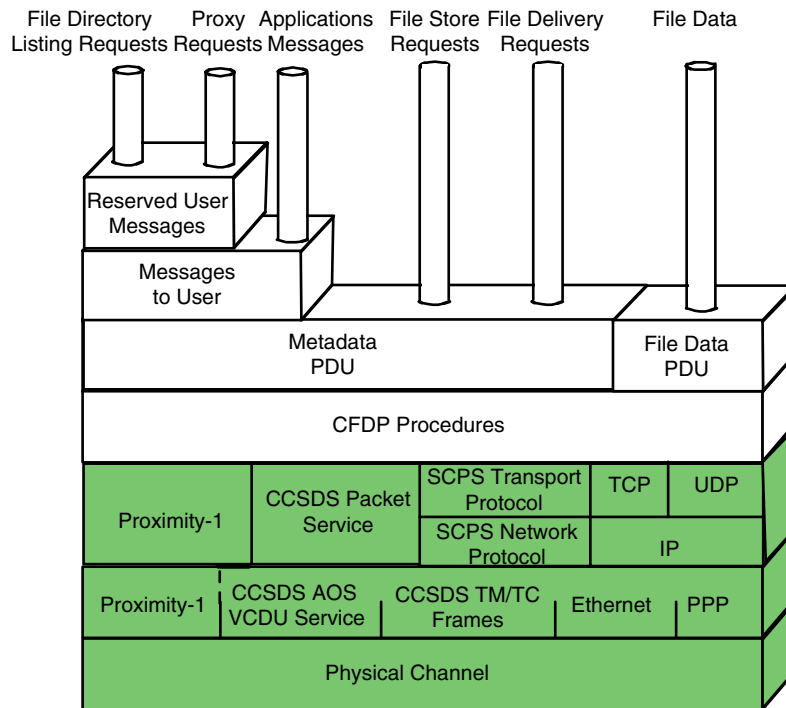 File Directory
Listing Requests
Proxy
Requests
Applications
Messages
File Store
Requests
File Delivery
Requests
File Data
Reserved User
Messages
Messages
to User
Metadata
PDU
File Data
PDU
CFDP Procedures
Proximity-1
CCSDS Packet
Service
SCPS Transport
Protocol
TCP
UDP
SCPS Network
Protocol
IP
Proximity-1
CCSDS AOS
VCDU Service
CCSDS TM/TC
Frames
Ethernet
PPP
Physical Channel